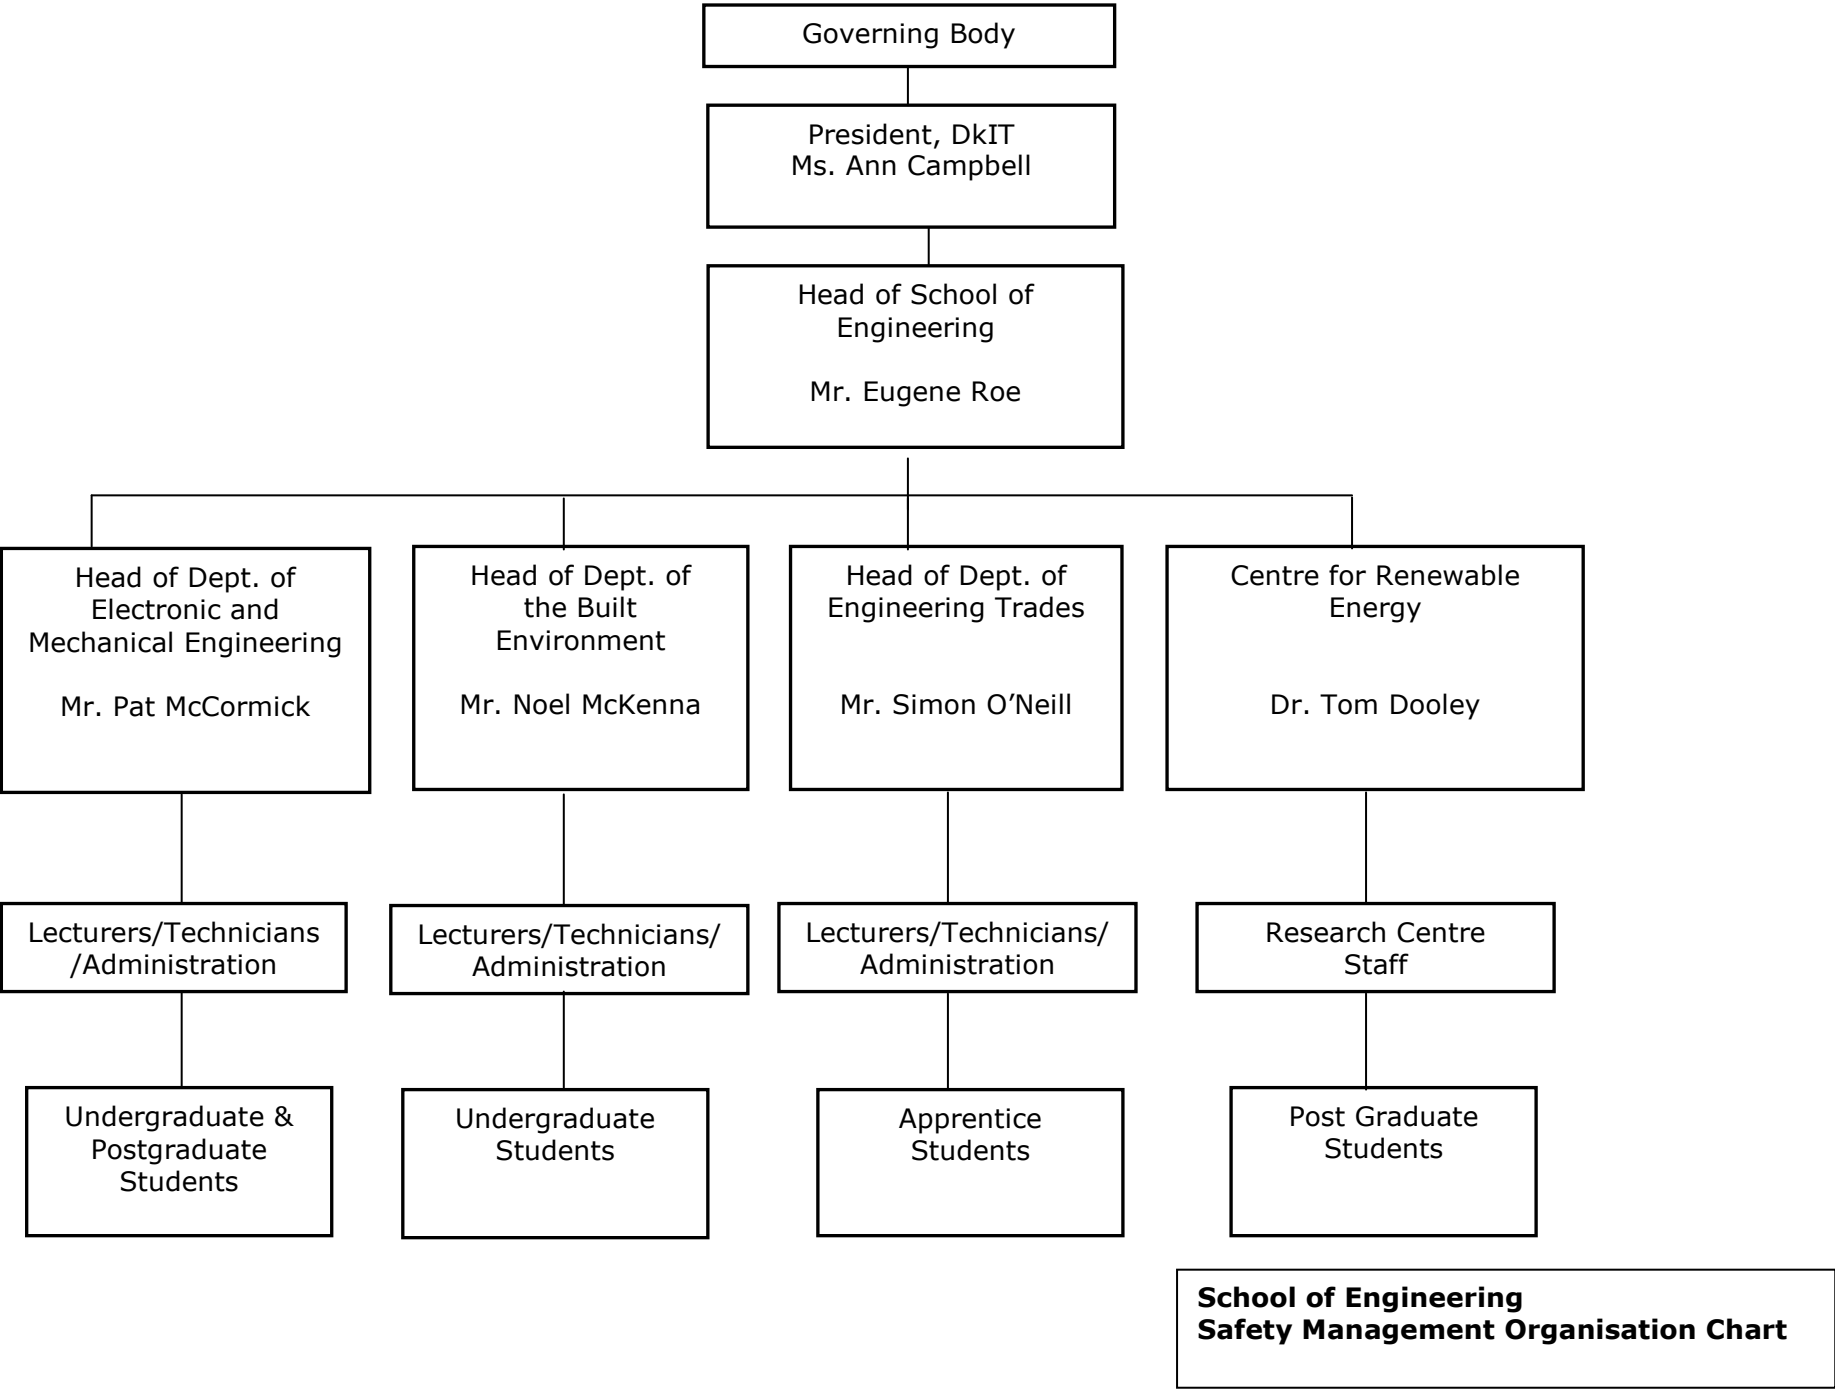 Governing Body
President, DkIT
Ms. Ann Campbell
Head of School of
Engineering
Mr. Eugene Roe
Head of Dept. of
Electronic and
Mechanical Engineering
Mr. Pat McCormick
Head of Dept. of
the Built
Environment
Mr. Noel McKenna
Head of Dept. of
Engineering Trades
Mr. Simon O’Neill
Centre for Renewable
Energy
Dr. Tom Dooley
Lecturers/Technicians
/Administration
Lecturers/Technicians/
Administration
Lecturers/Technicians/
Administration
Research Centre
Staff
Undergraduate &
Postgraduate
Students
Undergraduate
Students
Apprentice
Students
Post Graduate
Students
School of Engineering
Safety Management Organisation Chart